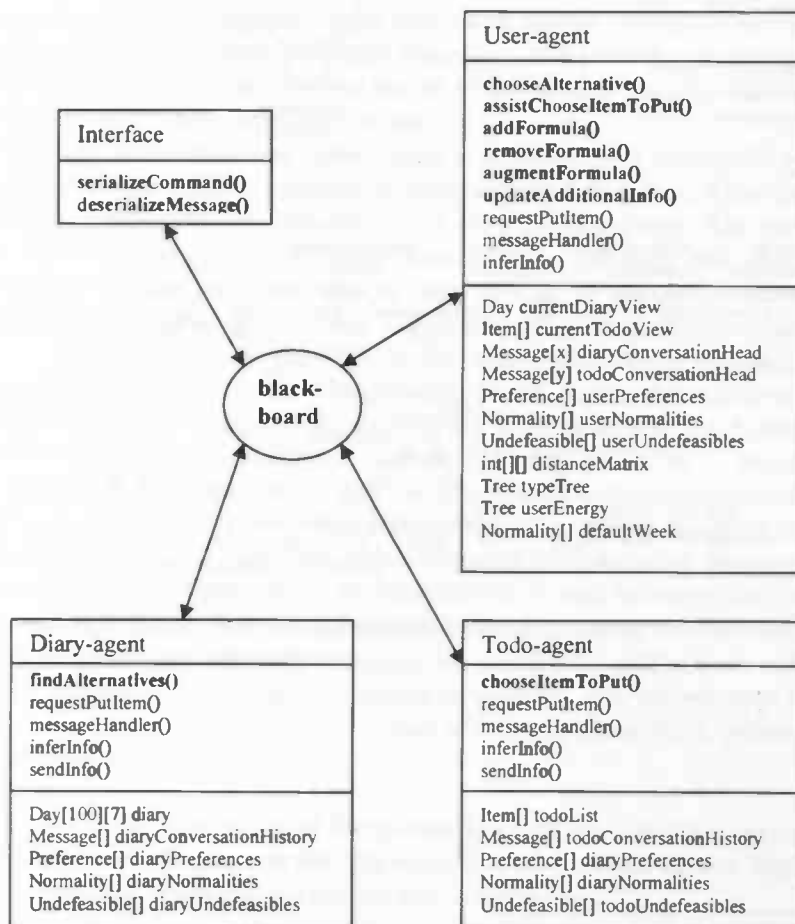 User-agent
chooseAlternative()
assistChooseItemToPut()
addFormula()
removeFormula()
augmentFormula()
updateAdditionalInfo()
requestPutItem()
messageHandler()
inferInfo()
Day currentDiaryView
Item[] currentTodoView
Message[x] diaryConversationHead
Message[y] todoConversationHead
Preference[] userPreferences
Normality[] userNormalities
Undefeasible[] userUndefeasibles
int[][] distanceMatrix
Tree typeTree
Tree userEnergy
Normality[] defaultWeek
Interface
serializeCommand()
deserializeMessage()
black-
board
Diary-agent
findAlternatives()
requestPutItem()
messageHandler()
inferInfo()
sendInfo()
Day[100][7] diary
Message[] diaryConversationHistory
Preference[] diaryPreferences
Normality[] diaryNormalities
Undefeasible[] diaryUndefeasibles
Todo-agent
chooseItemToPut()
requestPutItem()
messageHandler()
inferInfo()
sendInfo()
Item[] todoList
Message[] todoConversationHistory
Preference[] diaryPreferences
Normality[] diaryNormalities
Undefeasible[] todoUndefeasibles